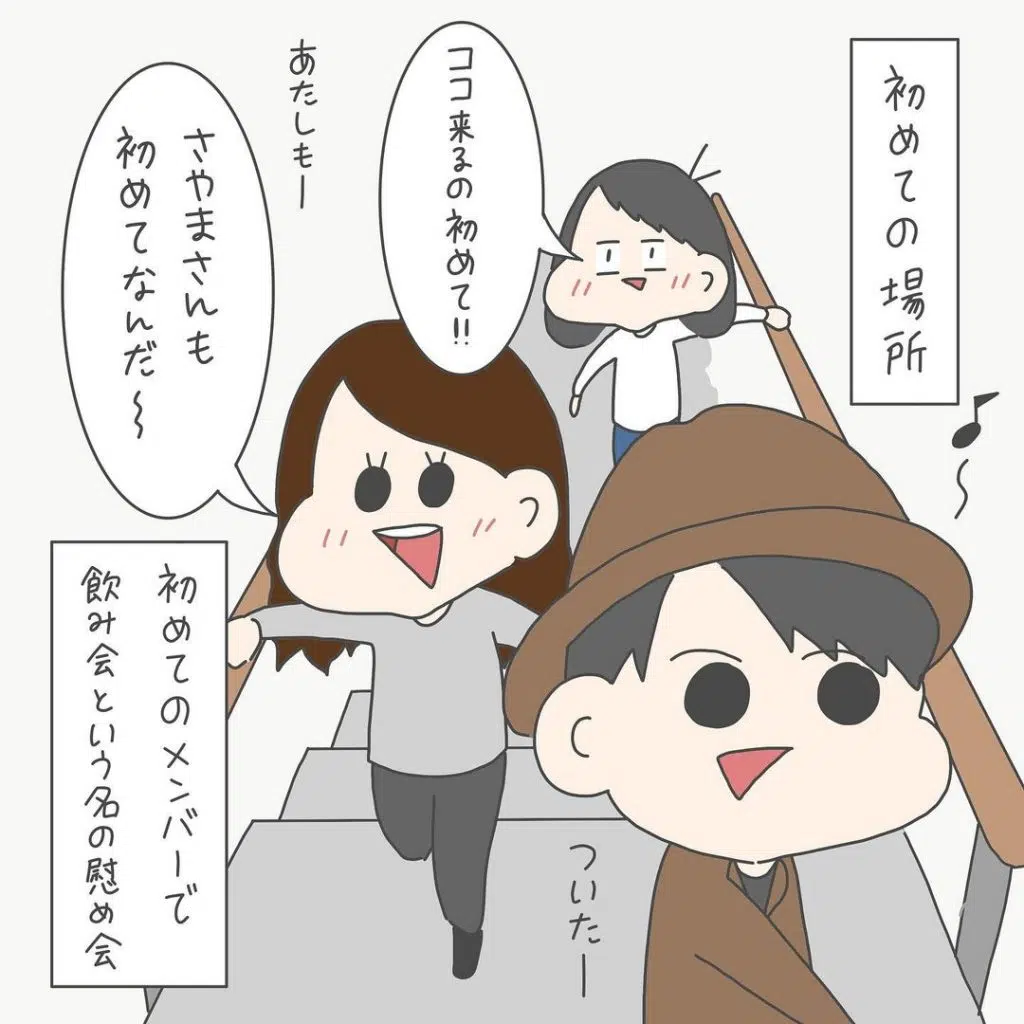 初めての場所
ココ来るの初めて!!
あたしもー
さやまさんも
初めてなんだ〜
初めてのメンバーで
飲み会という名の慰め会
ついたー